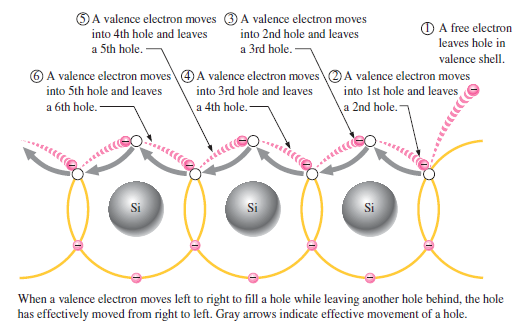 ⑤ A valence electron moves
into 4th hole and leaves
a 5th hole.
③ A valence electron moves
into 2nd hole and leaves
a 3rd hole.
① A free electron
leaves hole in
valence shell.
⑥ A valence electron moves
into 5th hole and leaves
a 6th hole.
④ A valence electron moves
into 3rd hole and leaves
a 4th hole.
② A valence electron moves
into 1st hole and leaves
a 2nd hole.
Si
Si
Si
When a valence electron moves left to right to fill a hole while leaving another hole behind, the hole
has effectively moved from right to left. Gray arrows indicate effective movement of a hole.